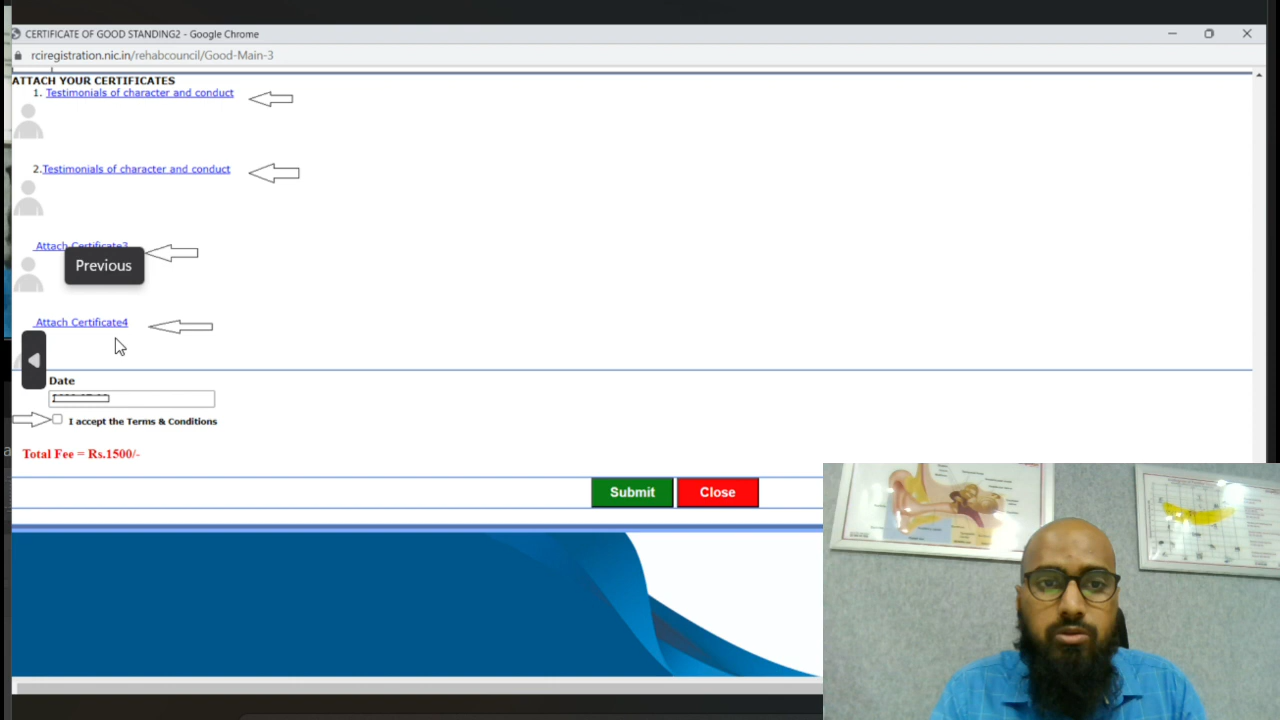 CERTIFICATE OF GOOD STANDING2 - Google Chrome
rciregistration.nic.in/rehabcouncil/Good-Main-3
ATTACH YOUR CERTIFICATES
1. Testimonials of character and conduct
2.Testimonials of character and conduct
Attach Certificate3
Previous
Attach Certificate4
Date
I accept the Terms & Conditions
Total Fee = Rs.1500/-
Submit Close